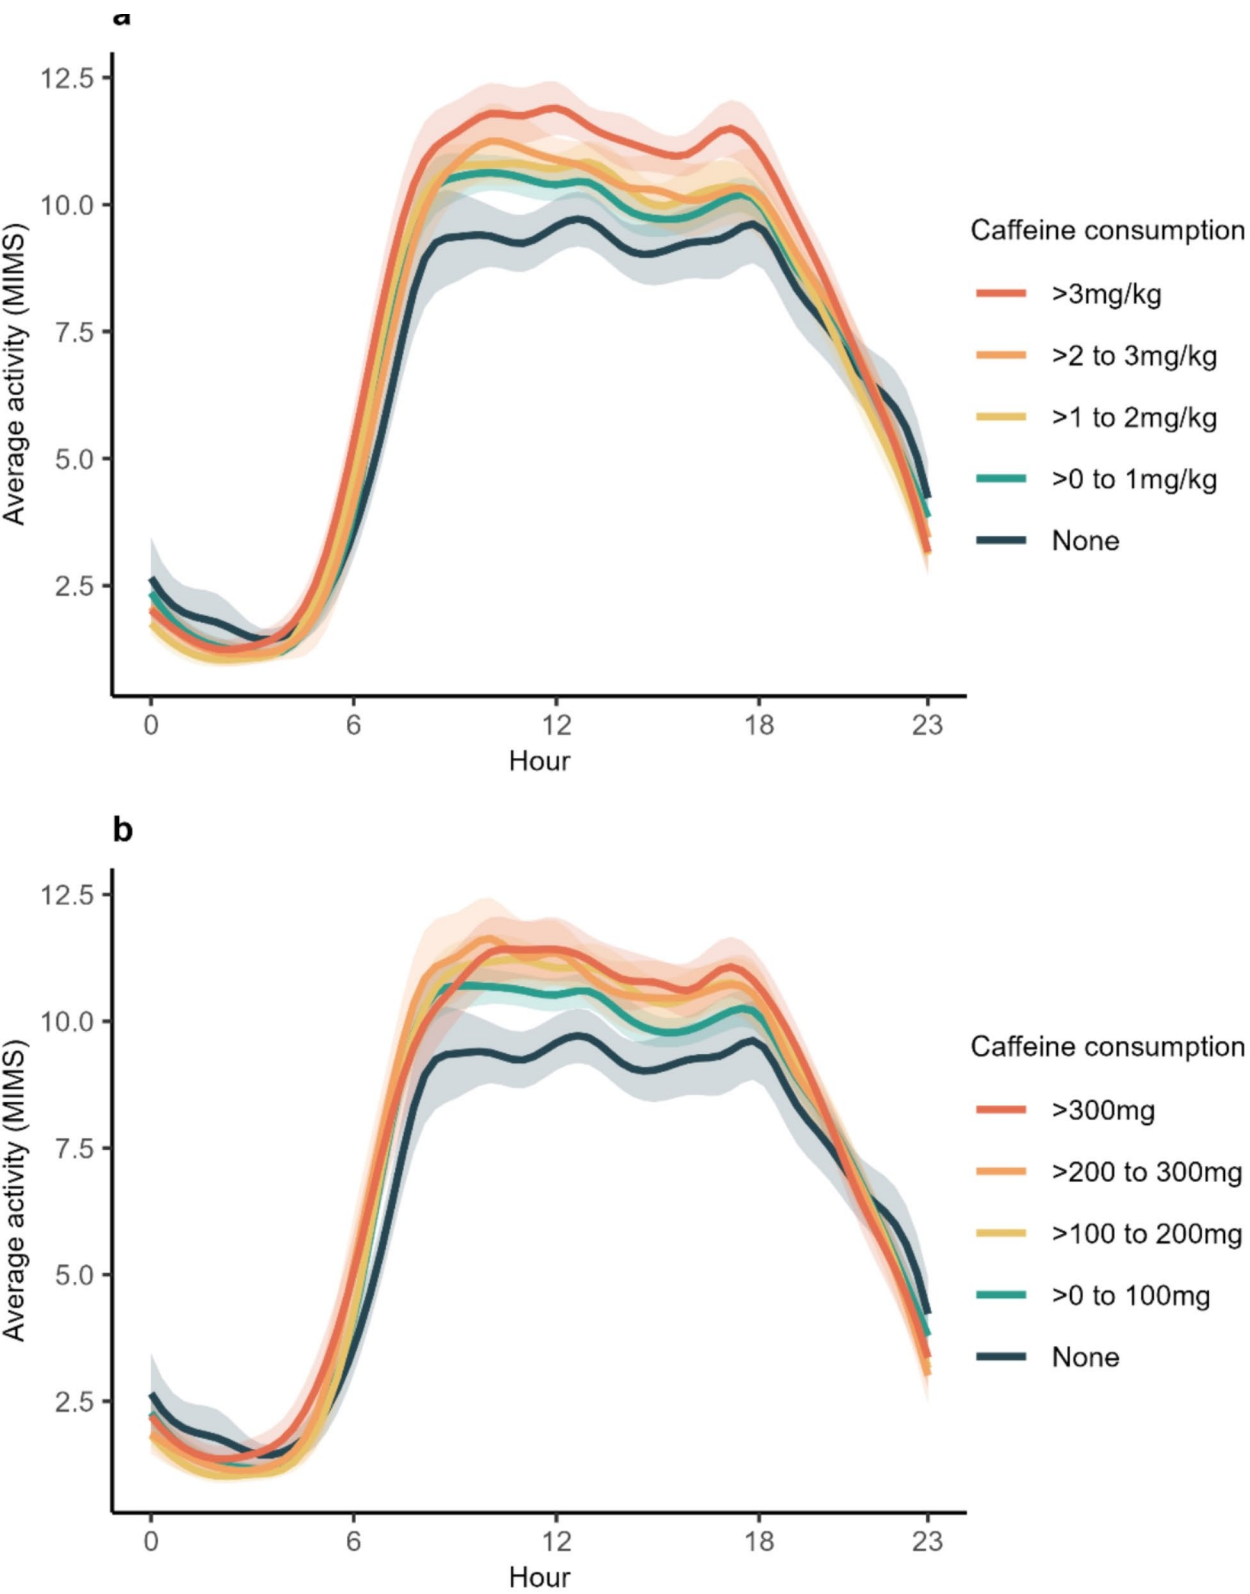 a
12.5
10.0
7.5
5.0
2.5
Average activity (MIMS)
0 6 12 18 23
Hour
Caffeine consumption
>3mg/kg
>2 to 3mg/kg
>1 to 2mg/kg
>0 to 1mg/kg
None
b
12.5
10.0
7.5
5.0
2.5
Average activity (MIMS)
0 6 12 18 23
Hour
Caffeine consumption
>300mg
>200 to 300mg
>100 to 200mg
>0 to 100mg
None